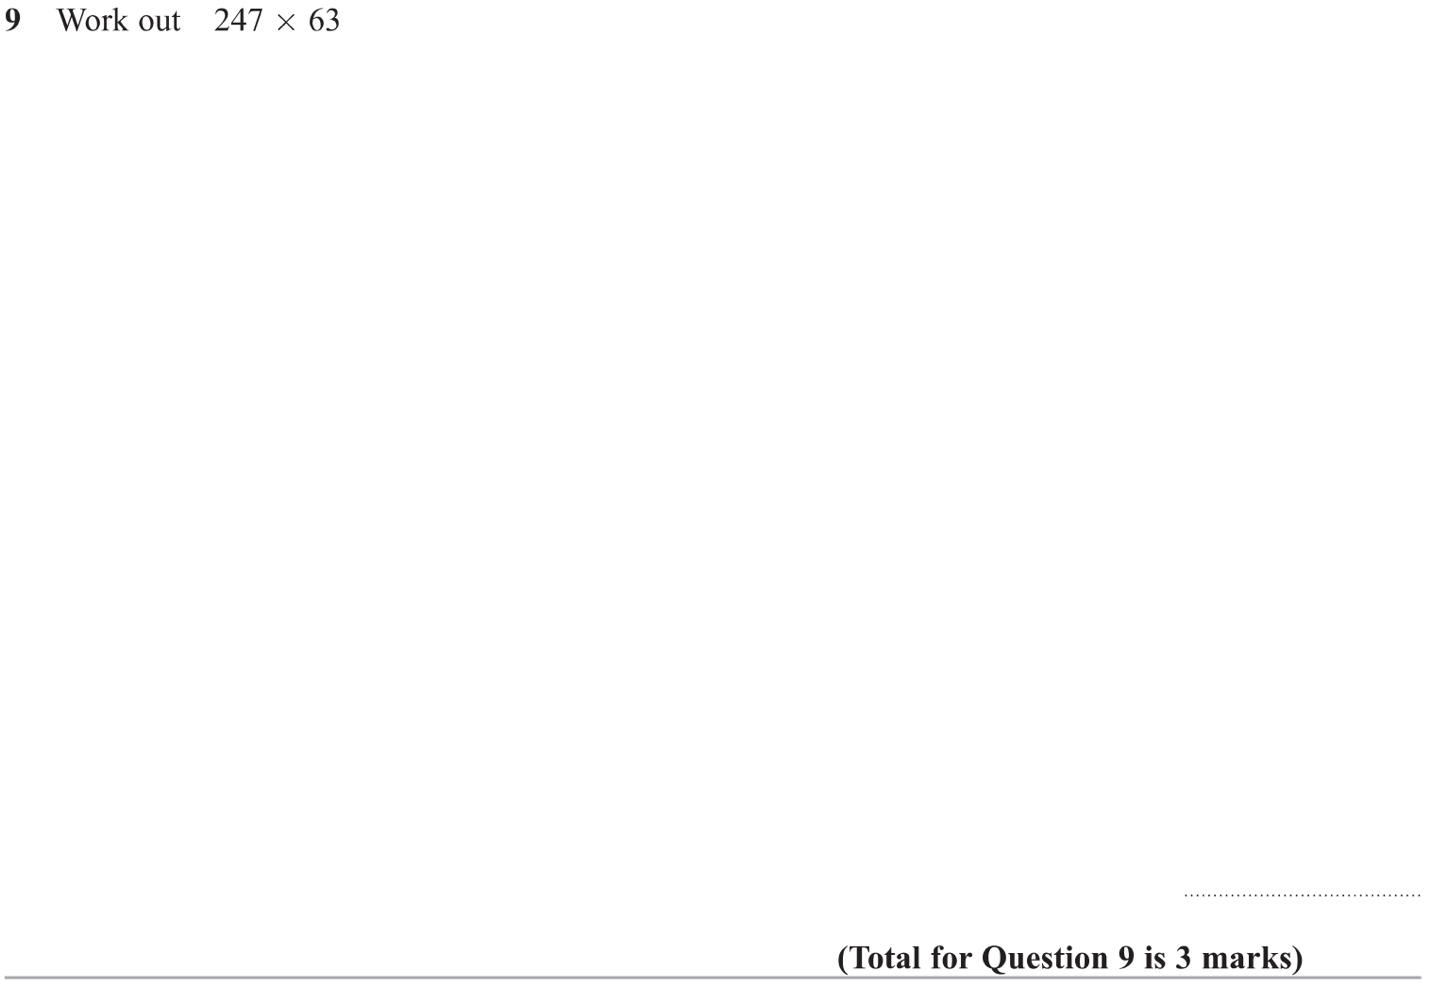 9 Work out 247 × 63
........................................
(Total for Question 9 is 3 marks)